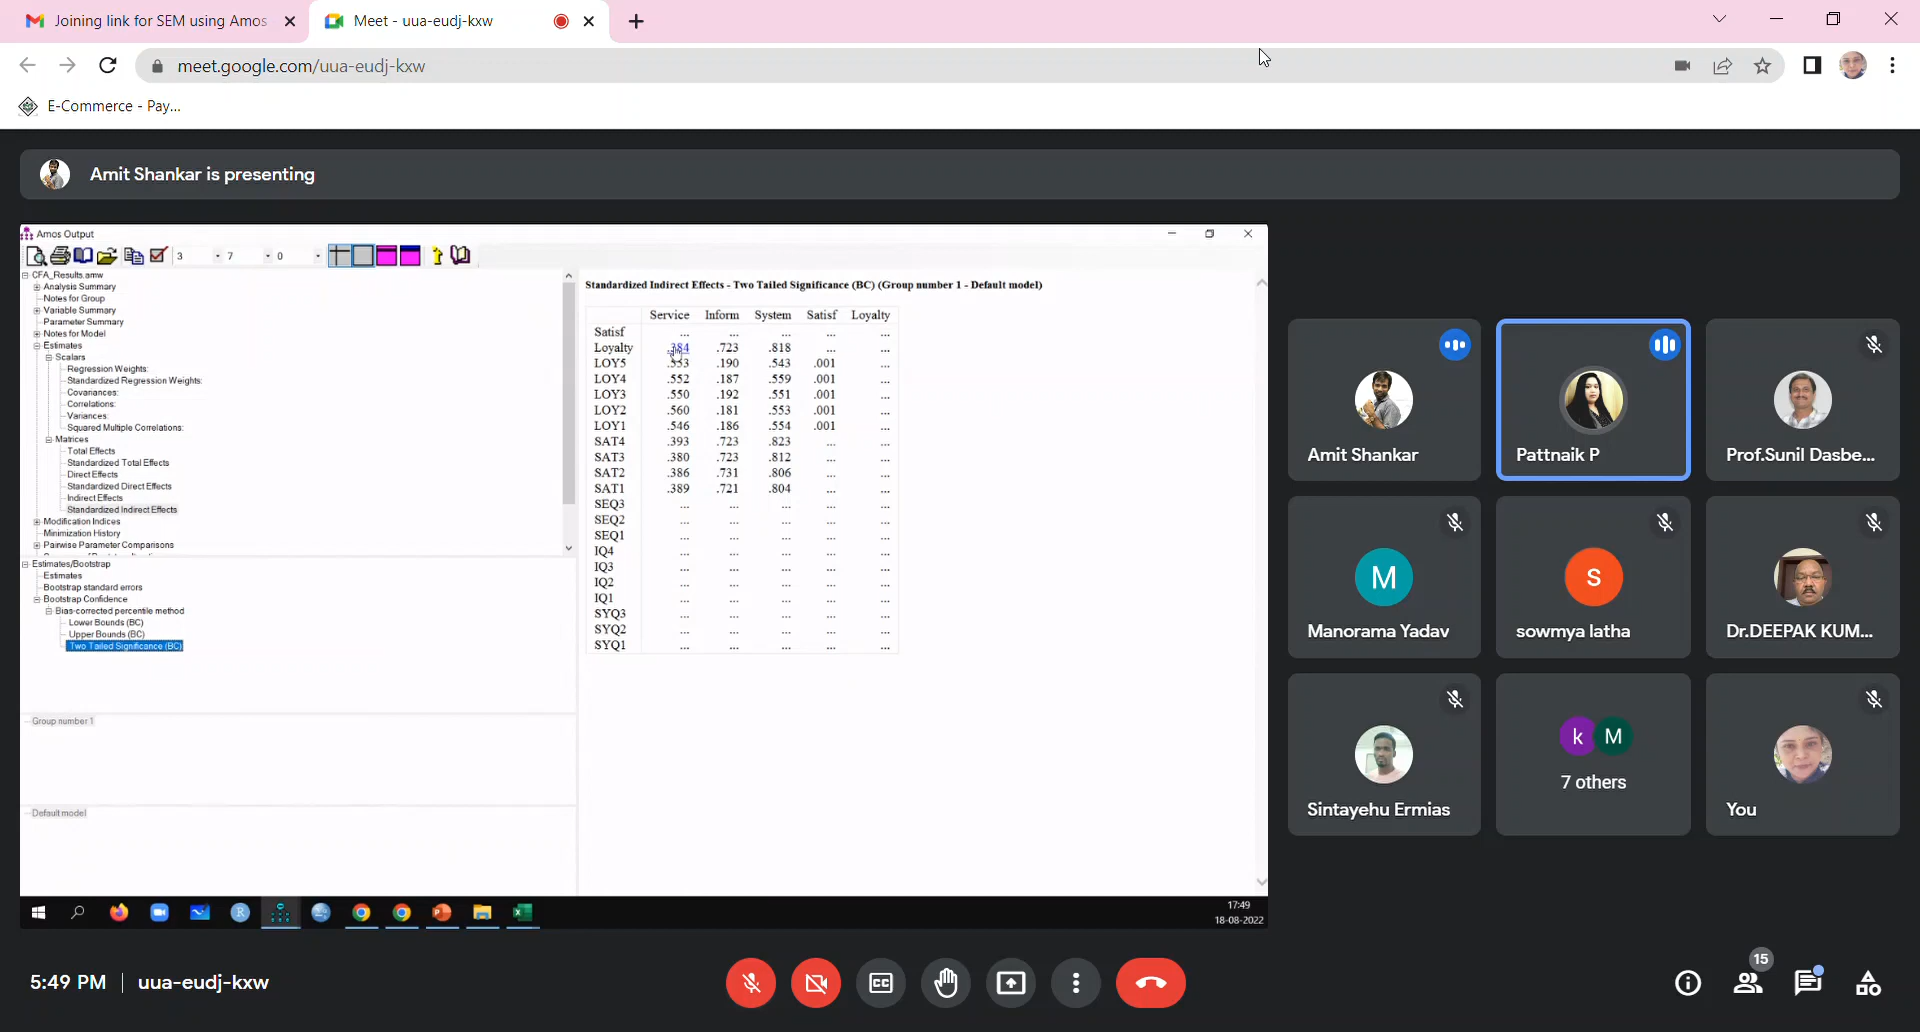 Joining link for SEM using Amos
Meet - uua-eudj-kxw
meet.google.com/uua-eudj-kxw
E-Commerce - Pay...
Amit Shankar is presenting
Amos Output
3 7 0
CFA_Results.amw
Analysis Summary
Notes for Group
Variable Summary
Parameter Summary
Notes for Model
Estimates
Scalars
Regression Weights:
Standardized Regression Weights:
Covariances:
Correlations:
Variances:
Squared Multiple Correlations:
Matrices
Total Effects
Standardized Total Effects
Direct Effects
Standardized Direct Effects
Indirect Effects
Standardized Indirect Effects
Modification Indices
Minimization History
Pairwise Parameter Comparisons
Estimates/Bootstrap
Estimates
Bootstrap standard errors
Bootstrap Confidence
Bias-corrected percentile method
Lower Bounds (BC)
Upper Bounds (BC)
Two Tailed Significance (BC)
Group number 1
Default model
Standardized Indirect Effects - Two Tailed Significance (BC) (Group number 1 - Default model)
Service Inform System Satisf Loyalty
Satisf ... ... ... ... ...
Loyalty .384 .723 .818 ... ...
LOY5 .553 .190 .543 .001 ...
LOY4 .552 .187 .559 .001 ...
LOY3 .550 .192 .551 .001 ...
LOY2 .560 .181 .553 .001 ...
LOY1 .546 .186 .554 .001 ...
SAT4 .393 .723 .823 ... ...
SAT3 .380 .723 .812 ... ...
SAT2 .386 .731 .806 ... ...
SAT1 .389 .721 .804 ... ...
SEQ3 ... ... ... ... ...
SEQ2 ... ... ... ... ...
SEQ1 ... ... ... ... ...
IQ4 ... ... ... ... ...
IQ3 ... ... ... ... ...
IQ2 ... ... ... ... ...
IQ1 ... ... ... ... ...
SYQ3 ... ... ... ... ...
SYQ2 ... ... ... ... ...
SYQ1 ... ... ... ... ...
17:49
18-08-2022
Amit Shankar
Pattnaik P
Prof.Sunil Dasbe...
M
Manorama Yadav
s
sowmya latha
Dr.DEEPAK KUM...
Sintayehu Ermias
k M
7 others
You
5:49 PM
uua-eudj-kxw
CC
15